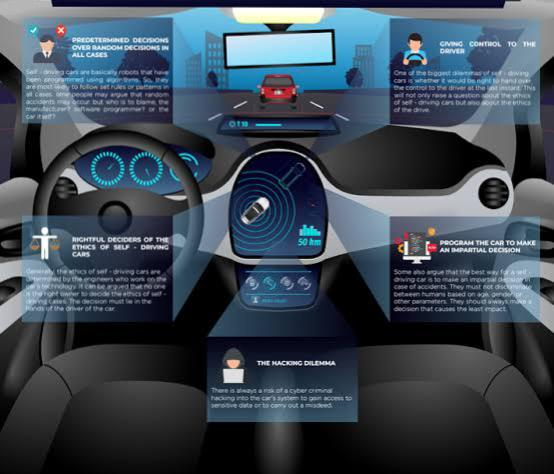 PREDETERMINED DECISIONS
OVER RANDOM DECISIONS IN
ALL CASES
Self - driving cars are basically robots that have
been programmed using algorithms. So, they
are most likely to follow set rules or patterns in
all cases. Some people may argue that random
accidents may occur but who is to blame, the
manufacturer? software programmer? or the
car itself?
GIVING CONTROL TO THE
DRIVER
One of the biggest dilemmas of self - driving
cars is whether it would be right to hand over
the control to the driver at the last instant. This
will not only raise a question about the ethics
of self - driving cars but also about the ethics
of the drive.
RIGHTFUL DECIDERS OF THE
ETHICS OF SELF - DRIVING
CARS
Generally, the ethics of self - driving cars are
determined by the engineers who work on the
car's technology. It can be argued that no one
is the right owner to decide the ethics of self -
driving cases. The decision must lie in the
hands of the driver of the car.
50 km
PROGRAM THE CAR TO MAKE
AN IMPARTIAL DECISION
Some also argue that the best way for a self -
driving car is to make an impartial decision in
case of accidents. They must not discriminate
between humans based on age, gender, or
other parameters. They should always make a
decision that causes the least impact.
THE HACKING DILEMMA
There is always a risk of a cyber criminal
hacking into the car's system to gain access to
sensitive data or to carry out a misdeed.